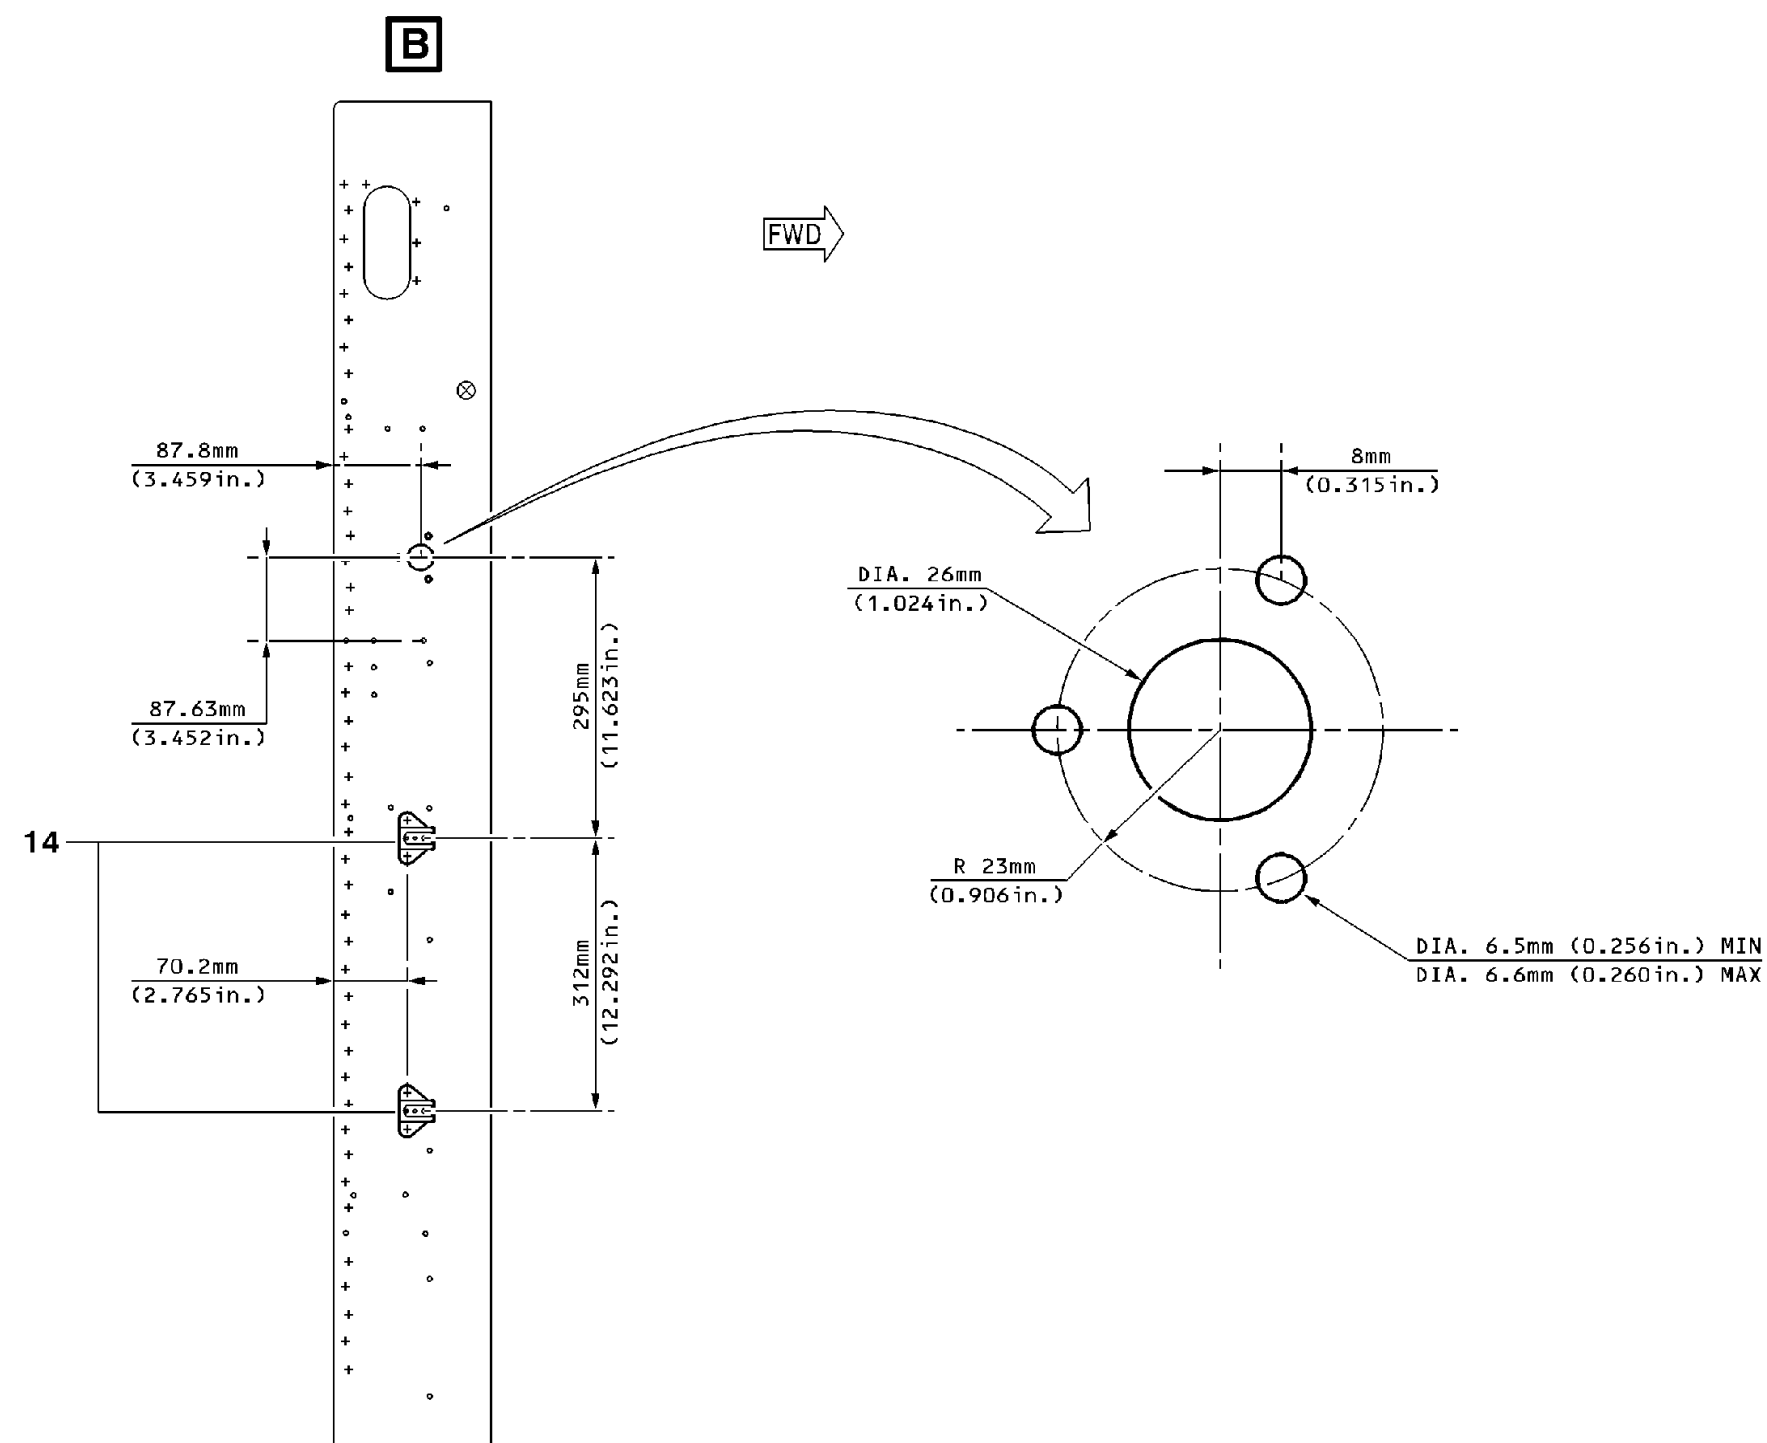 B
FWD
87.8mm
(3.459in.)
8mm
(0.315in.)
DIA. 26mm
(1.024in.)
295mm
(11.623in.)
87.63mm
(3.452in.)
14
R 23mm
(0.906in.)
312mm
(12.292in.)
DIA. 6.5mm (0.256in.) MIN
DIA. 6.6mm (0.260in.) MAX
70.2mm
(2.765in.)